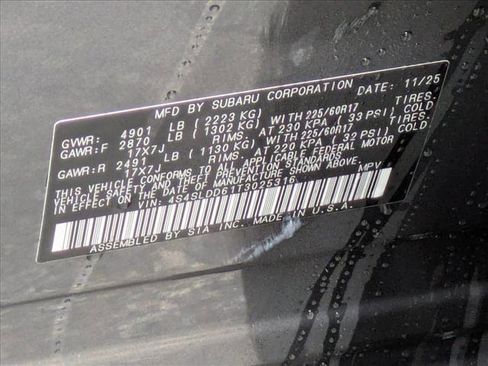 MFD BY SUBARU CORPORATION DATE: 11/25
GVWR: 4901 LB (2223 KG)
GAWR:F 2870 LB (1302 KG) WITH 225/60R17 TIRES,
17X7J RIMS, AT 230 KPA (33 PSI) COLD
GAWR:R 2491 LB (1130 KG) WITH 225/60R17 TIRES,
17X7J RIMS, AT 220 KPA (32 PSI) COLD
THIS VEHICLE CONFORMS TO ALL APPLICABLE FEDERAL MOTOR
VEHICLE SAFETY AND THEFT PREVENTION STANDARDS
IN EFFECT ON THE DATE OF MANUFACTURE SHOWN ABOVE.
VIN: 4S4SLDD61T3025316 MPV
ASSEMBLED BY SIA INC. MADE IN U.S.A.